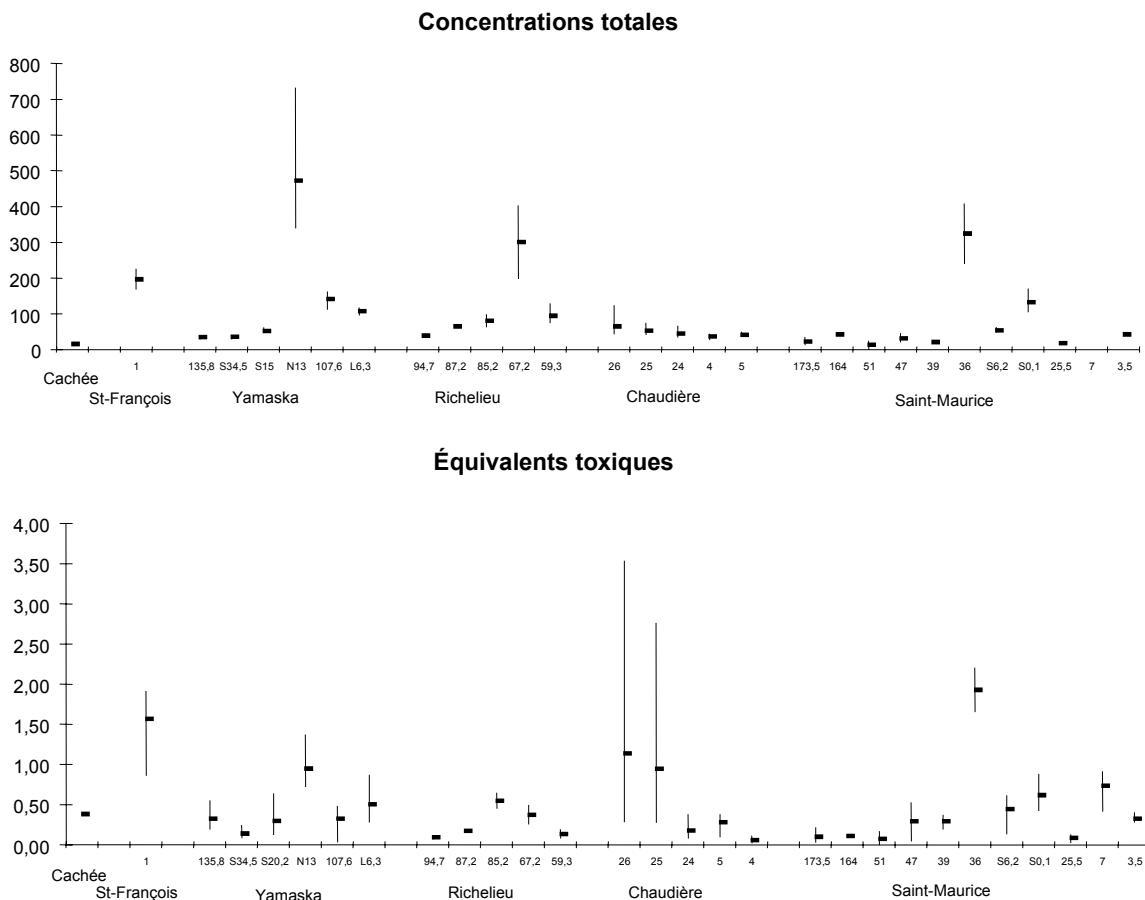 Concentrations totales
800
700
600
500
400
300
200
100
0
1 135,8 S34,5 S15 N13 107,6 L6,3 94,7 87,2 85,2 67,2 59,3 26 25 24 4 5 173,5 164 51 47 39 36 S6,2 S0,1 25,5 7 3,5
Cachée
St-François Yamaska Richelieu Chaudière Saint-Maurice
Équivalents toxiques
4,00
3,50
3,00
2,50
2,00
1,50
1,00
0,50
0,00
1 135,8 S34,5 S20,2 N13 107,6 L6,3 94,7 87,2 85,2 67,2 59,3 26 25 24 5 4 173,5 164 51 47 39 36 S6,2 S0,1 25,5 7 3,5
Cachée
St-François Yamaska Richelieu Chaudière Saint-Maurice